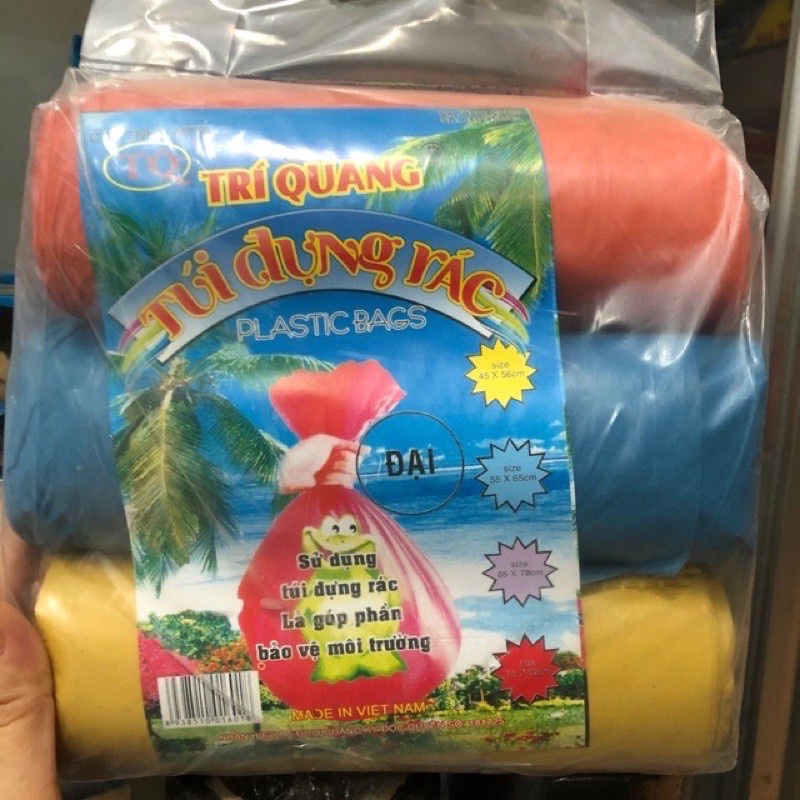 TQ
TRÍ QUANG
TÚI ĐỰNG RÁC
PLASTIC BAGS
size
45 X 56cm
ĐẠI
size
55 X 65cm
size
65 X 78cm
size
Sử dụng
túi đựng rác
Là góp phần
bảo vệ môi trường
MADE IN VIET NAM